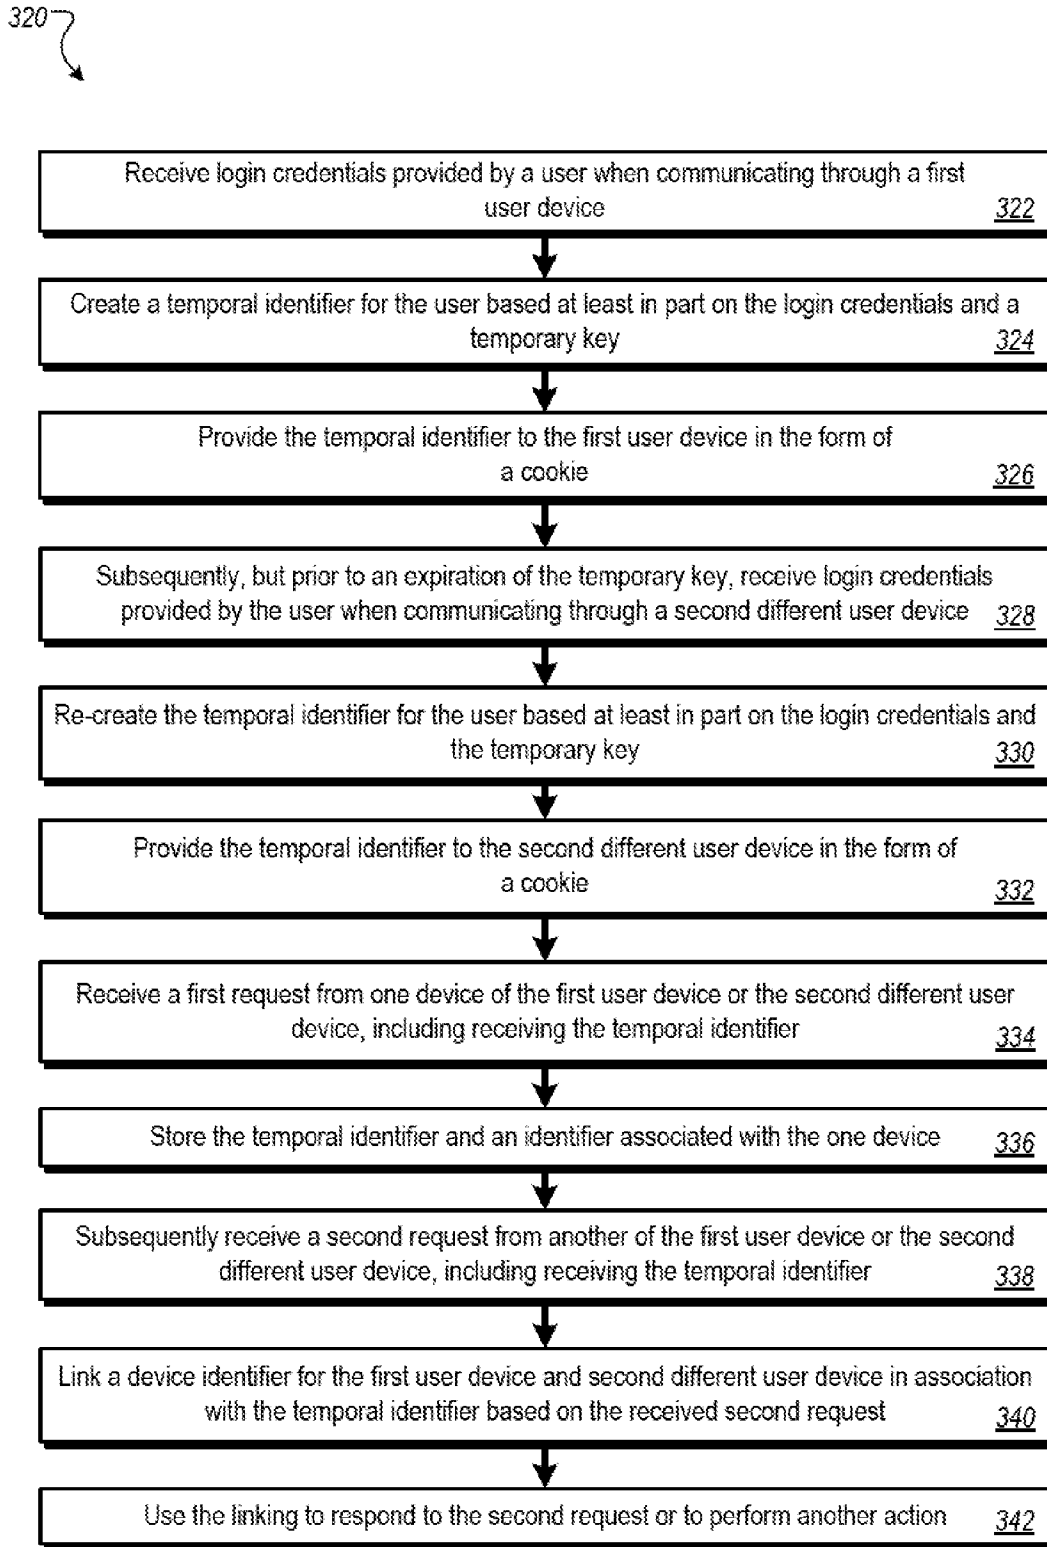 320
Receive login credentials provided by a user when communicating through a first
user device
322
Create a temporal identifier for the user based at least in part on the login credentials and a
temporary key
324
Provide the temporal identifier to the first user device in the form of
a cookie
326
Subsequently, but prior to an expiration of the temporary key, receive login credentials
provided by the user when communicating through a second different user device
328
Re-create the temporal identifier for the user based at least in part on the login credentials and
the temporary key
330
Provide the temporal identifier to the second different user device in the form of
a cookie
332
Receive a first request from one device of the first user device or the second different user
device, including receiving the temporal identifier
334
Store the temporal identifier and an identifier associated with the one device
336
Subsequently receive a second request from another of the first user device or the second
different user device, including receiving the temporal identifier
338
Link a device identifier for the first user device and second different user device in association
with the temporal identifier based on the received second request
340
Use the linking to respond to the second request or to perform another action
342